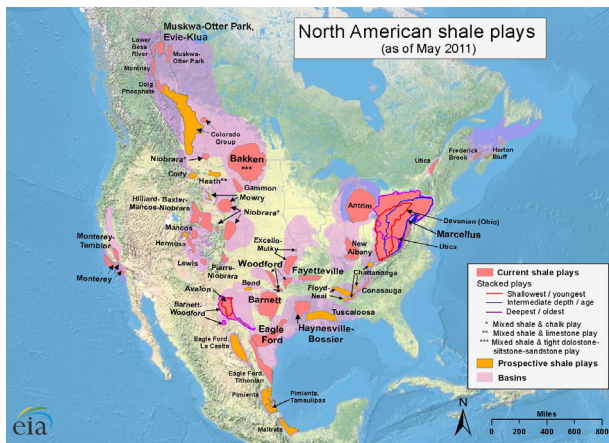 North American shale plays
(as of May 2011)
Muskwa-Otter Park,
Evie-Klua
Lower
Besa
River
Muskwa-
Otter Park
Montney
Doig
Phosphate
Colorado
Group
Niobrara*
Bakken
***
Cody
Heath**
Gammon
Mowry
Hilliard-Baxter-
Mancos-Niobrara
Niobrara*
Mancos
Hermosa
Monterey-
Temblor
Monterey
Lewis
Pierre-
Niobrara
Excello-
Mulky
Woodford
Fayetteville
Bend
Avalon
Barnett-
Woodford
Barnett
Eagle
Ford
Haynesville-
Bossier
Floyd-
Neal
Tuscaloosa
Chattanooga
Conasauga
New
Albany
Antrim
Utica
Frederick
Brook
Horton
Bluff
Devonian (Ohio)
Marcellus
Utica
Eagle Ford,
La Casita
Eagle Ford,
Tithonian
Pimienta
Pimienta,
Tamaulipas
Maltrata
Current shale plays
Stacked plays
Shallowest / youngest
Intermediate depth / age
Deepest / oldest
* Mixed shale & chalk play
** Mixed shale & limestone play
*** Mixed shale & tight dolostone-
siltstone-sandstone play
Prospective shale plays
Basins
eia
N
Miles
0 200 400 600 800